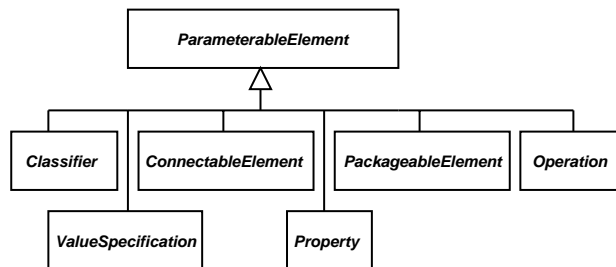 ParameterableElement
Classifier
ConnectableElement
PackageableElement
Operation
ValueSpecification
Property